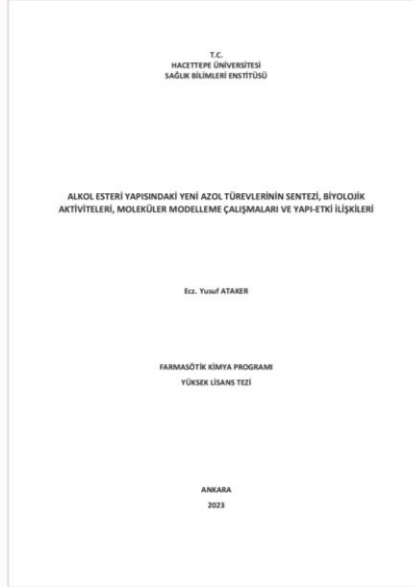 T.C.
HACETTEPE ÜNİVERSİTESİ
SAĞLIK BİLİMLERİ ENSTİTÜSÜ
ALKOL ESTERİ YAPISINDAKİ YENİ AZOL TÜREVLERİNİN SENTEZİ, BİYOLOJİK
AKTİVİTELERİ, MOLEKÜLER MODELLEME ÇALIŞMALARI VE YAPI-ETKİ İLİŞKİLERİ
Ecz. Yusuf ATAKER
FARMASÖTİK KİMYA PROGRAMI
YÜKSEK LİSANS TEZİ
ANKARA
2023